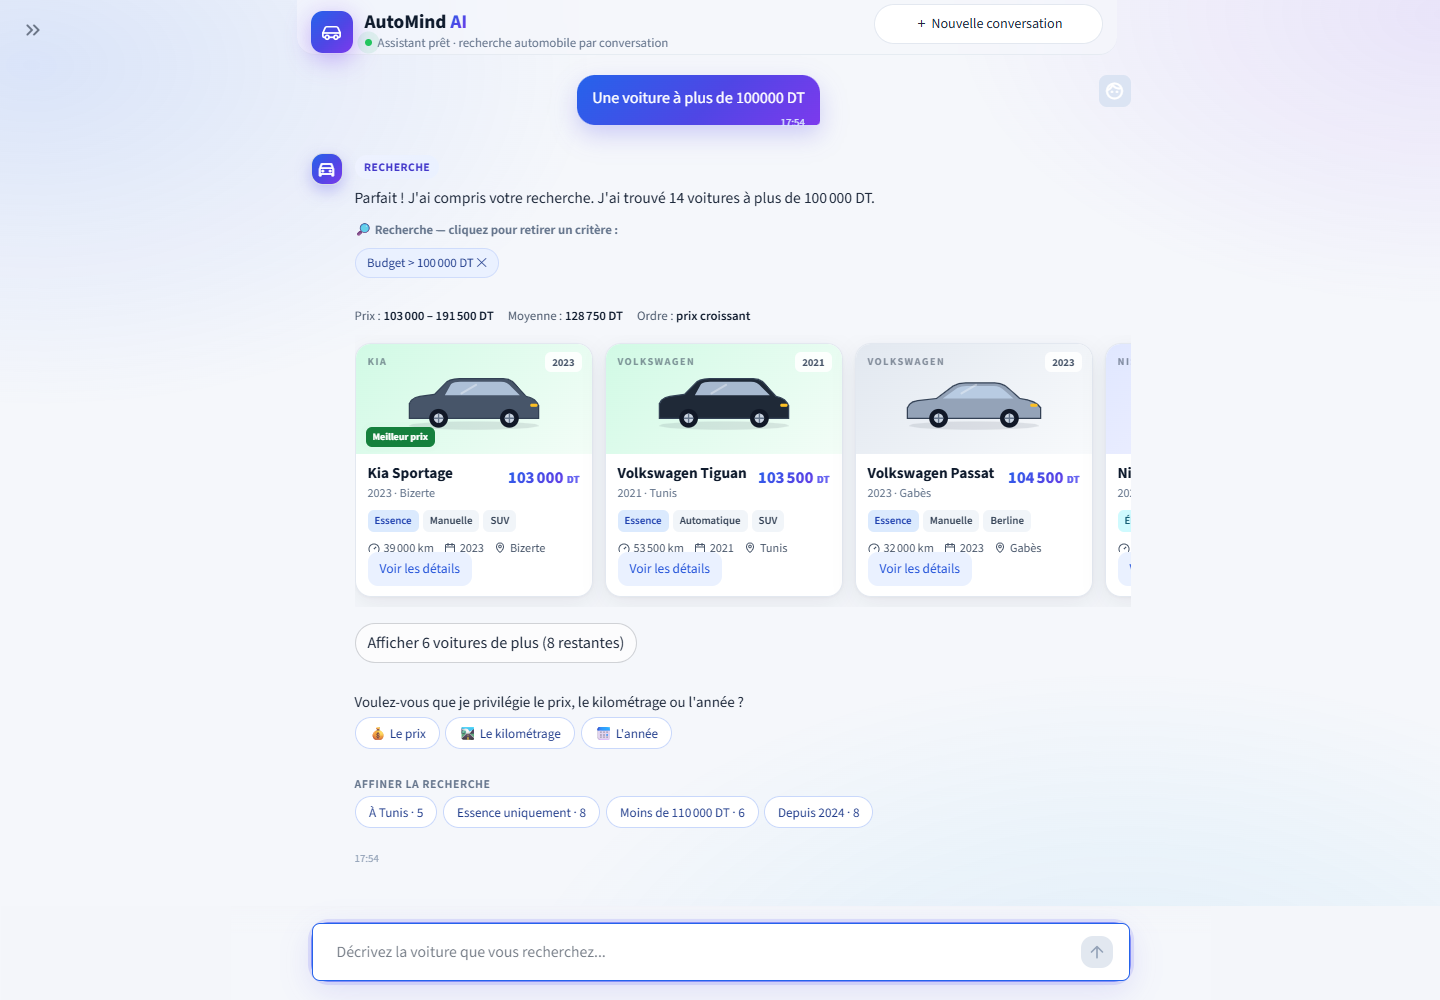 AutoMind AI
Assistant prêt · recherche automobile par conversation
+ Nouvelle conversation
Une voiture à plus de 100000 DT
17:54
RECHERCHE
Parfait ! J'ai compris votre recherche. J'ai trouvé 14 voitures à plus de 100 000 DT.
🔎 Recherche — cliquez pour retirer un critère :
Budget > 100 000 DT ✕
Prix : 103 000 – 191 500 DT Moyenne : 128 750 DT Ordre : prix croissant
KIA 2023
Meilleur prix
Kia Sportage 103 000 DT
2023 · Bizerte
Essence Manuelle SUV
39 000 km 2023 Bizerte
Voir les détails
VOLKSWAGEN 2021
Volkswagen Tiguan 103 500 DT
2021 · Tunis
Essence Automatique SUV
53 500 km 2021 Tunis
Voir les détails
VOLKSWAGEN 2023
Volkswagen Passat 104 500 DT
2023 · Gabès
Essence Manuelle Berline
32 000 km 2023 Gabès
Voir les détails
Afficher 6 voitures de plus (8 restantes)
Voulez-vous que je privilégie le prix, le kilométrage ou l'année ?
Le prix Le kilométrage L'année
AFFINER LA RECHERCHE
À Tunis · 5 Essence uniquement · 8 Moins de 110 000 DT · 6 Depuis 2024 · 8
17:54
Décrivez la voiture que vous recherchez...